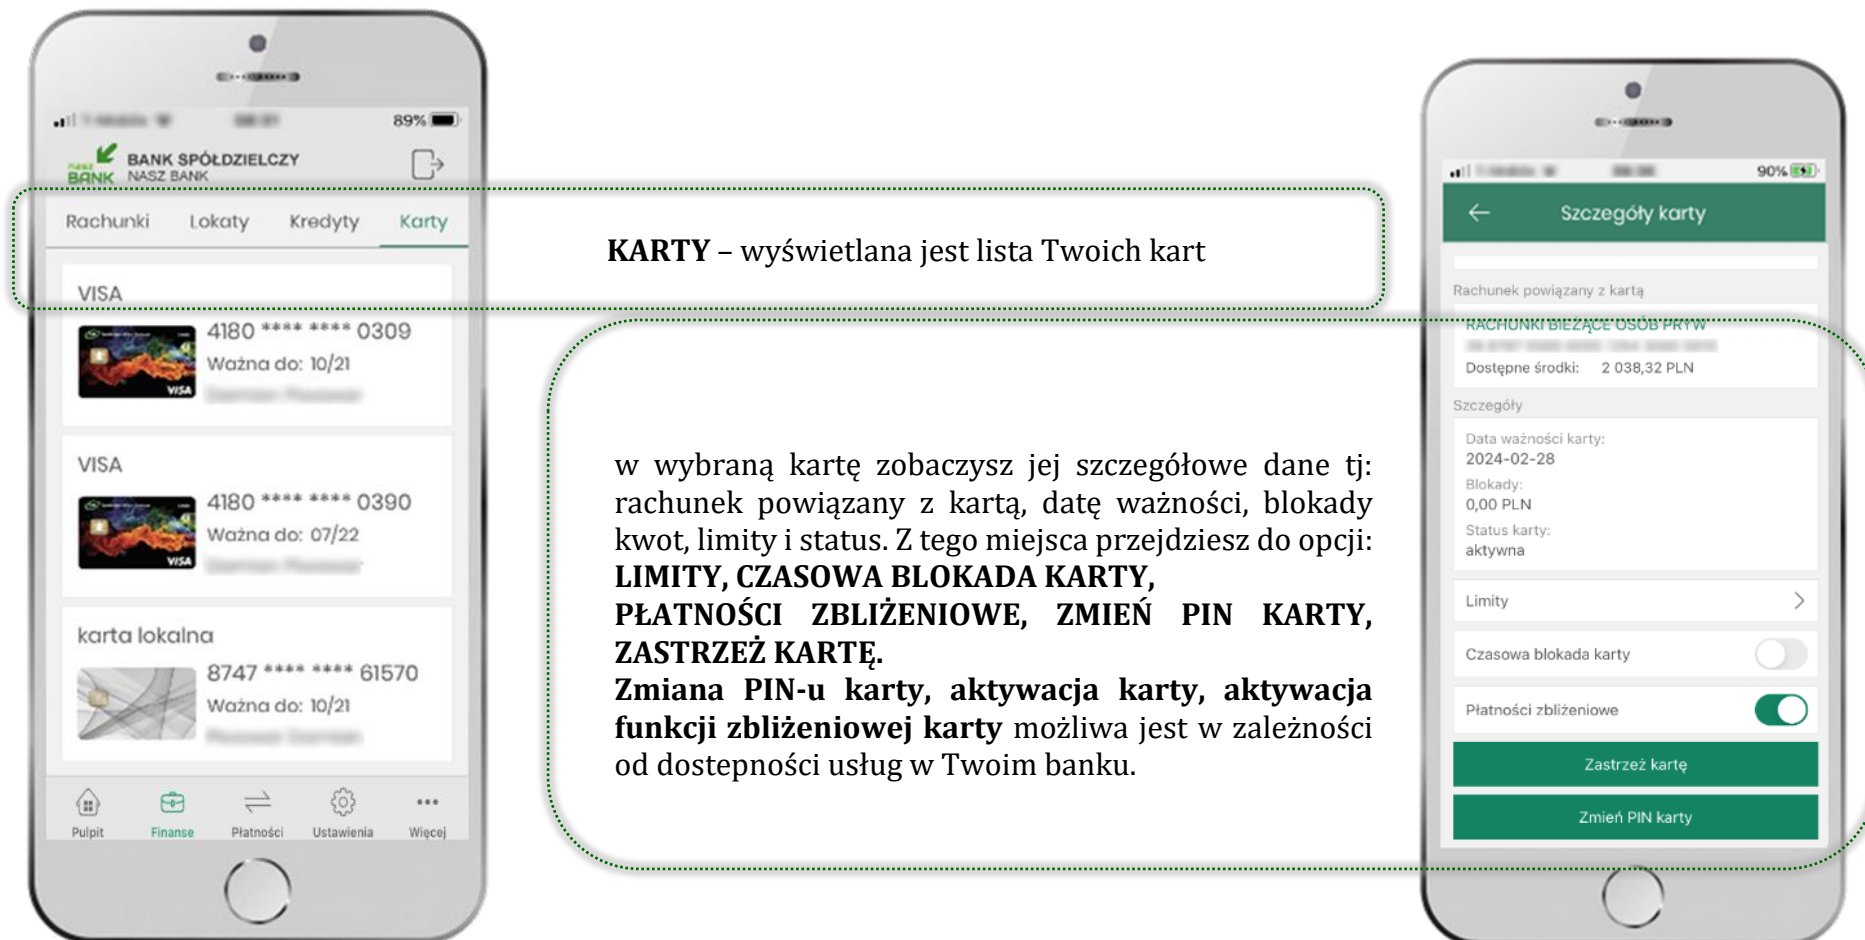 89%
nasz
BANK
BANK SPÓŁDZIELCZY
NASZ BANK
Rachunki Lokaty Kredyty Karty
VISA
4180 **** **** 0309
Ważna do: 10/21
VISA
VISA
4180 **** **** 0390
Ważna do: 07/22
VISA
karta lokalna
8747 **** **** 61570
Ważna do: 10/21
Pulpit Finanse Płatności Ustawienia Więcej
KARTY – wyświetlana jest lista Twoich kart
w wybraną kartę zobaczysz jej szczegółowe dane tj:
rachunek powiązany z kartą, datę ważności, blokady
kwot, limity i status. Z tego miejsca przejdziesz do opcji:
LIMITY, CZASOWA BLOKADA KARTY,
PŁATNOŚCI ZBLIŻENIOWE, ZMIEŃ PIN KARTY,
ZASTRZEŻ KARTĘ.
Zmiana PIN-u karty, aktywacja karty, aktywacja
funkcji zbliżeniowej karty możliwa jest w zależności
od dostepności usług w Twoim banku.
90%
Szczegóły karty
Rachunek powiązany z kartą
RACHUNKI BIEŻĄCE OSÓB PRYW
Dostępne środki: 2 038,32 PLN
Szczegóły
Data ważności karty:
2024-02-28
Blokady:
0,00 PLN
Status karty:
aktywna
Limity
Czasowa blokada karty
Płatności zbliżeniowe
Zastrzeż kartę
Zmień PIN karty